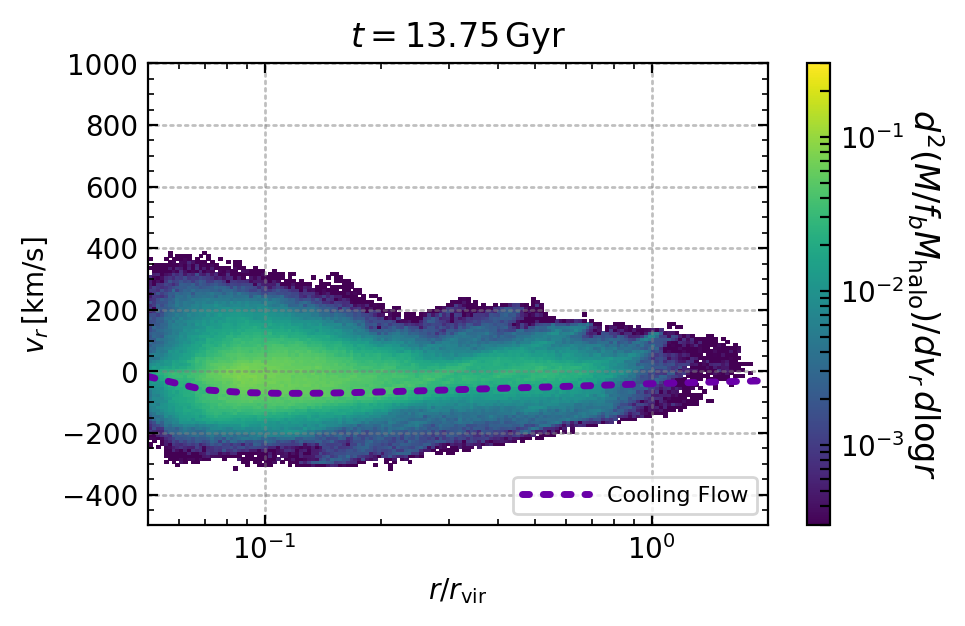 t = 13.75 Gyr
1000
800
600
400
200
0
−200
−400
v_r [km/s]
10^{-1}
10^{0}
r/r_vir
Cooling Flow
10^{-1}
10^{-2}
10^{-3}
d^2(M/f_b M_halo)/dv_r dlogr